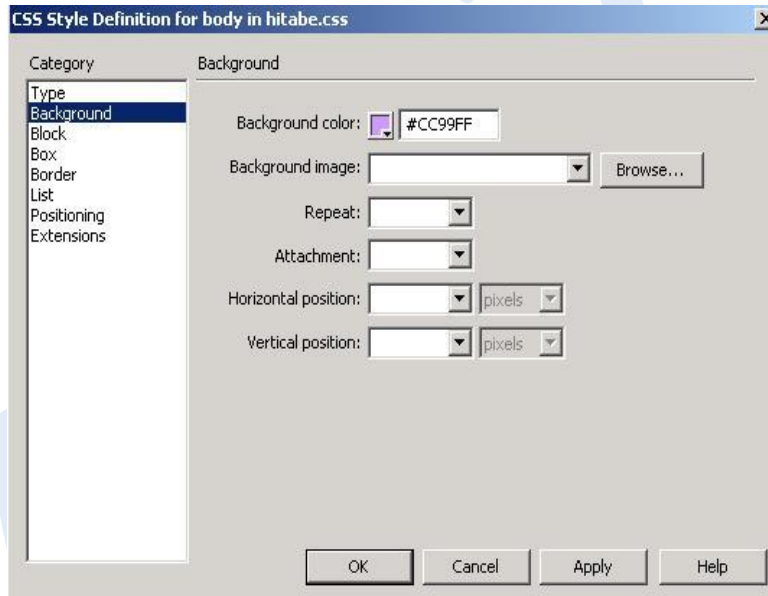 CSS Style Definition for body in hitabe.css
Category
Background
Type
Background
Block
Box
Border
List
Positioning
Extensions
Background color: #CC99FF
Background image: Browse...
Repeat:
Attachment:
Horizontal position: pixels
Vertical position: pixels
OK Cancel Apply Help